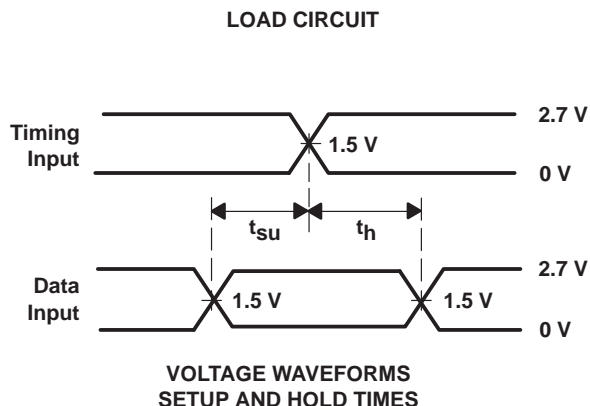 LOAD CIRCUIT
Timing
Input
2.7 V
1.5 V
0 V
tsu
th
Data
Input
2.7 V
1.5 V
1.5 V
0 V
VOLTAGE WAVEFORMS
SETUP AND HOLD TIMES